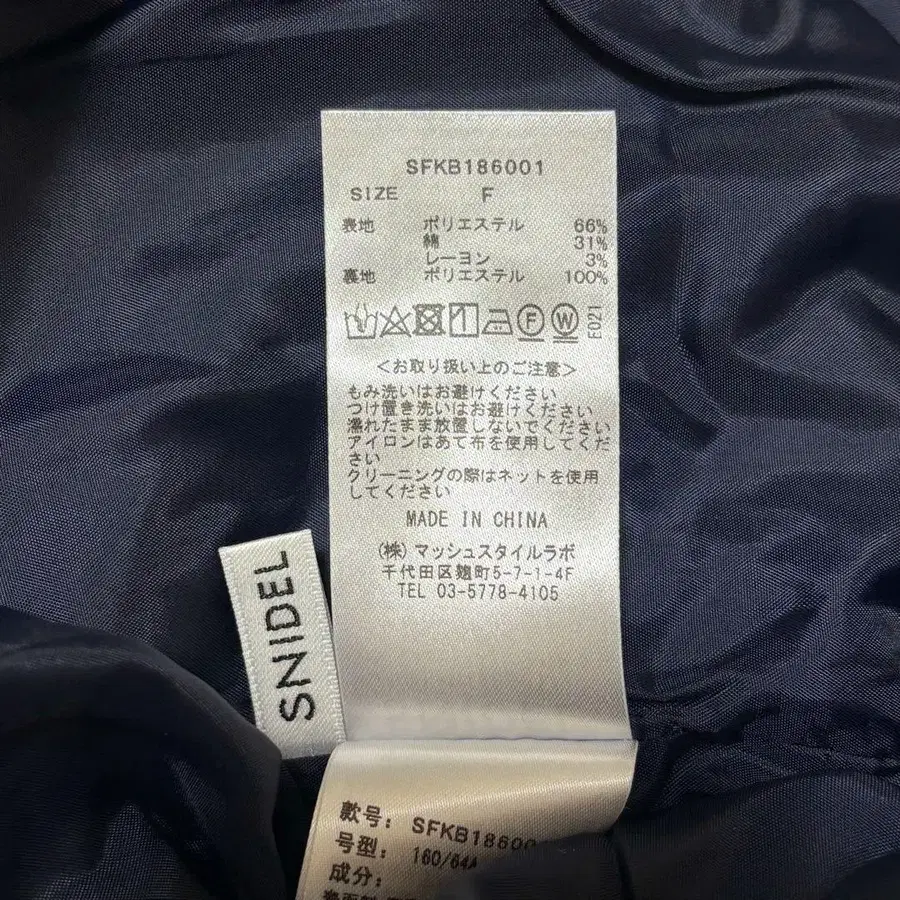 SFKB186001
SIZE F
表地 ポリエステル 66%
綿 31%
レーヨン 3%
裏地 ポリエステル 100%
F W E021
<お取り扱い上のご注意>
もみ洗いはお避けください
つけ置き洗いはお避けください
濡れたまま放置しないでください
アイロンはあて布を使用してくだ
さい
クリーニングの際はネットを使用
してください
MADE IN CHINA
(株)マッシュスタイルラボ
千代田区麹町5-7-1-4F
TEL 03-5778-4105
SNIDEL
款号: SFKB18600
号型: 160/64A
成分: